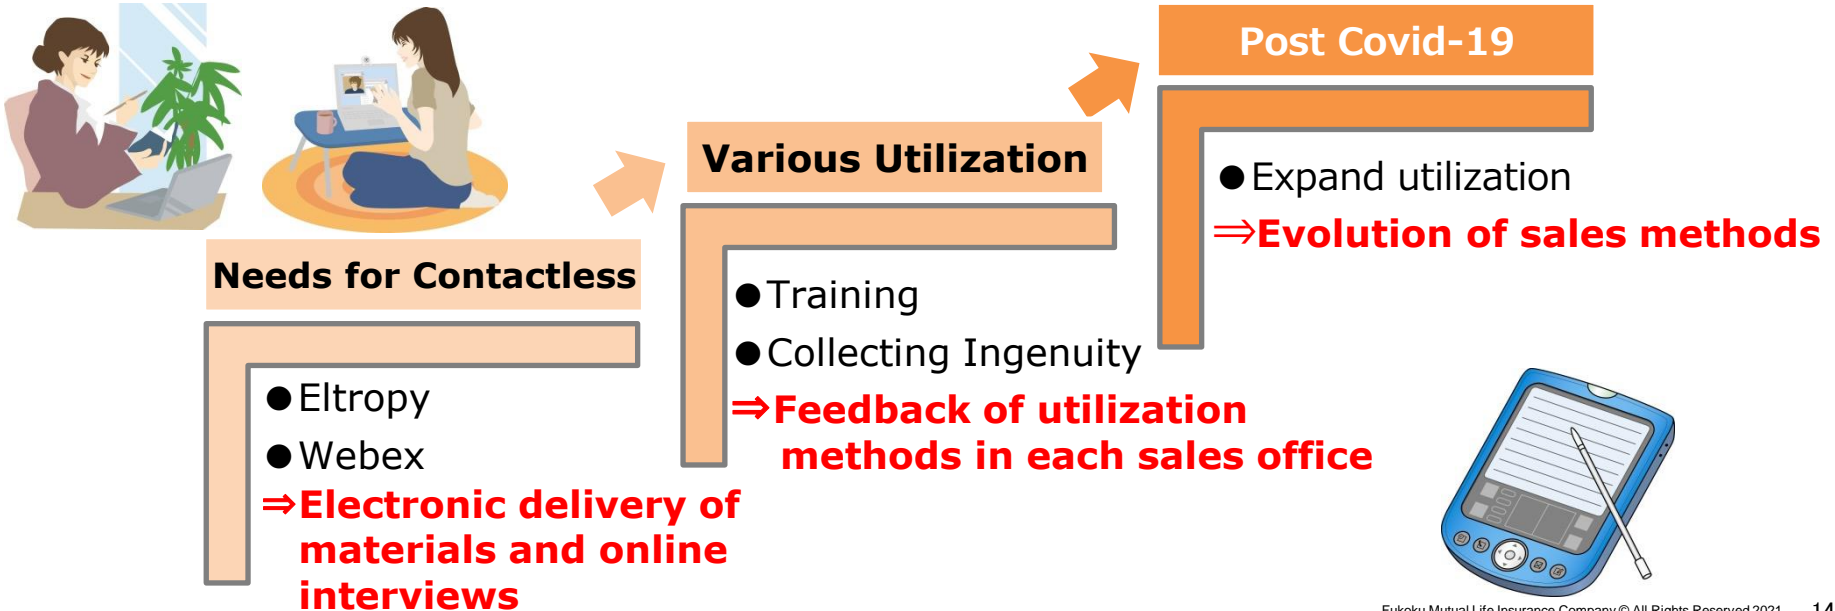 Needs for Contactless
●Eltropy
●Webex
⇒Electronic delivery of
materials and online
interviews
Various Utilization
●Training
●Collecting Ingenuity
⇒Feedback of utilization
methods in each sales office
Post Covid-19
●Expand utilization
⇒Evolution of sales methods
Fukoku Mutual Life Insurance Company © All Rights Reserved 2021 14